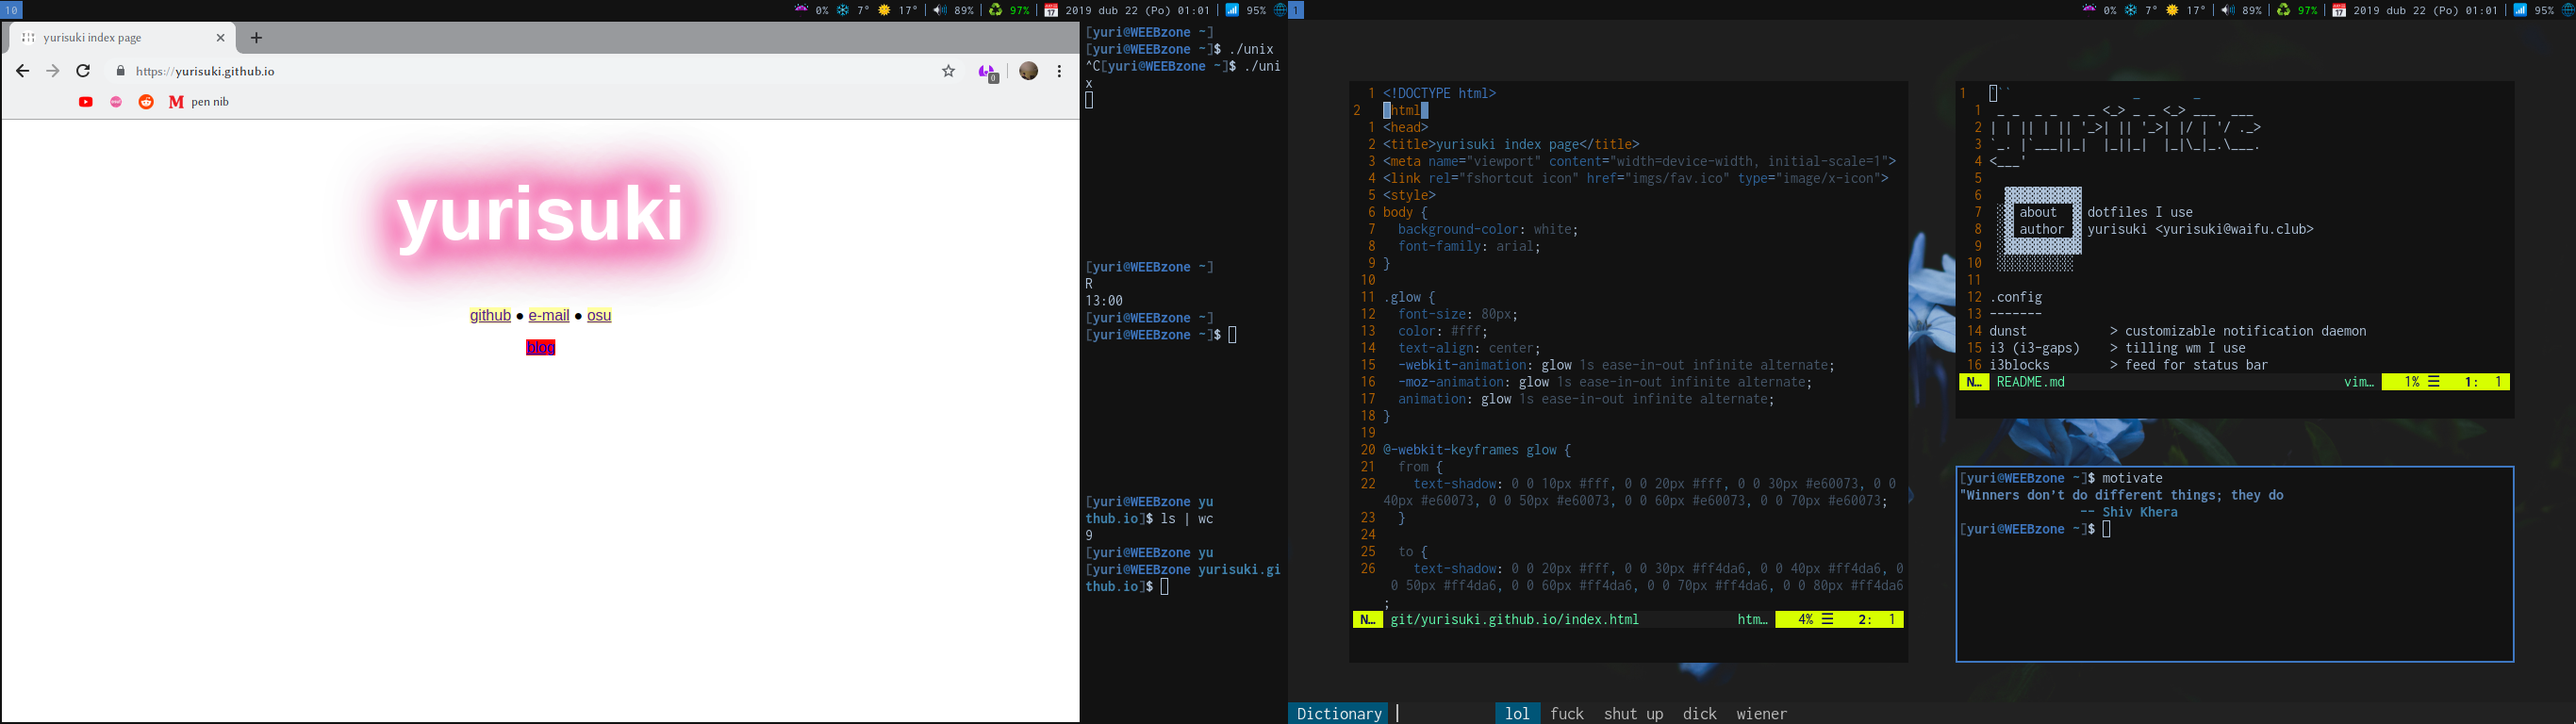 10
0% 7° 17° | 89% | 97% | 2019 dub 22 (Po) 01:01 | 95%
yurisuki index page
https://yurisuki.github.io
0
pen nib
yurisuki
github ● e-mail ● osu
blog
[yuri@WEEBzone ~]
[yuri@WEEBzone ~]$ ./unix
^C[yuri@WEEBzone ~]$ ./uni
x
[yuri@WEEBzone ~]
R
13:00
[yuri@WEEBzone ~]
[yuri@WEEBzone ~]$
[yuri@WEEBzone yu
thub.io]$ ls | wc
9
[yuri@WEEBzone yu
[yuri@WEEBzone yurisuki.gi
thub.io]$
1
0% 7° 17° | 89% | 97% | 2019 dub 22 (Po) 01:01 | 95%
1 <!DOCTYPE html>
2 <html>
1 <head>
2 <title>yurisuki index page</title>
3 <meta name="viewport" content="width=device-width, initial-scale=1">
4 <link rel="fshortcut icon" href="imgs/fav.ico" type="image/x-icon">
5 <style>
6 body {
7 background-color: white;
8 font-family: arial;
9 }
10
11 .glow {
12 font-size: 80px;
13 color: #fff;
14 text-align: center;
15 -webkit-animation: glow 1s ease-in-out infinite alternate;
16 -moz-animation: glow 1s ease-in-out infinite alternate;
17 animation: glow 1s ease-in-out infinite alternate;
18 }
19
20 @-webkit-keyframes glow {
21 from {
22 text-shadow: 0 0 10px #fff, 0 0 20px #fff, 0 0 30px #e60073, 0 0
40px #e60073, 0 0 50px #e60073, 0 0 60px #e60073, 0 0 70px #e60073;
23 }
24
25 to {
26 text-shadow: 0 0 20px #fff, 0 0 30px #ff4da6, 0 0 40px #ff4da6, 0
0 50px #ff4da6, 0 0 60px #ff4da6, 0 0 70px #ff4da6, 0 0 80px #ff4da6
;
N… git/yurisuki.github.io/index.html htm… 4% ☰ 2: 1
1 ``` _ _
1 _ _ _ _ _ _ <_> _ _ <_> ___ ___
2 | | || | || '_>| || '_>| |/ | '/ ._>
3 `_. |`___||_| |_||_| |_|\_|_.\___.
4 <___'
5
6
7 about dotfiles I use
8 author yurisuki <yurisuki@waifu.club>
9
10
11
12 .config
13 -------
14 dunst > customizable notification daemon
15 i3 (i3-gaps) > tilling wm I use
16 i3blocks > feed for status bar
N… README.md vim… 1% ☰ 1: 1
[yuri@WEEBzone ~]$ motivate
"Winners don't do different things; they do
-- Shiv Khera
[yuri@WEEBzone ~]$
Dictionary lol fuck shut up dick wiener